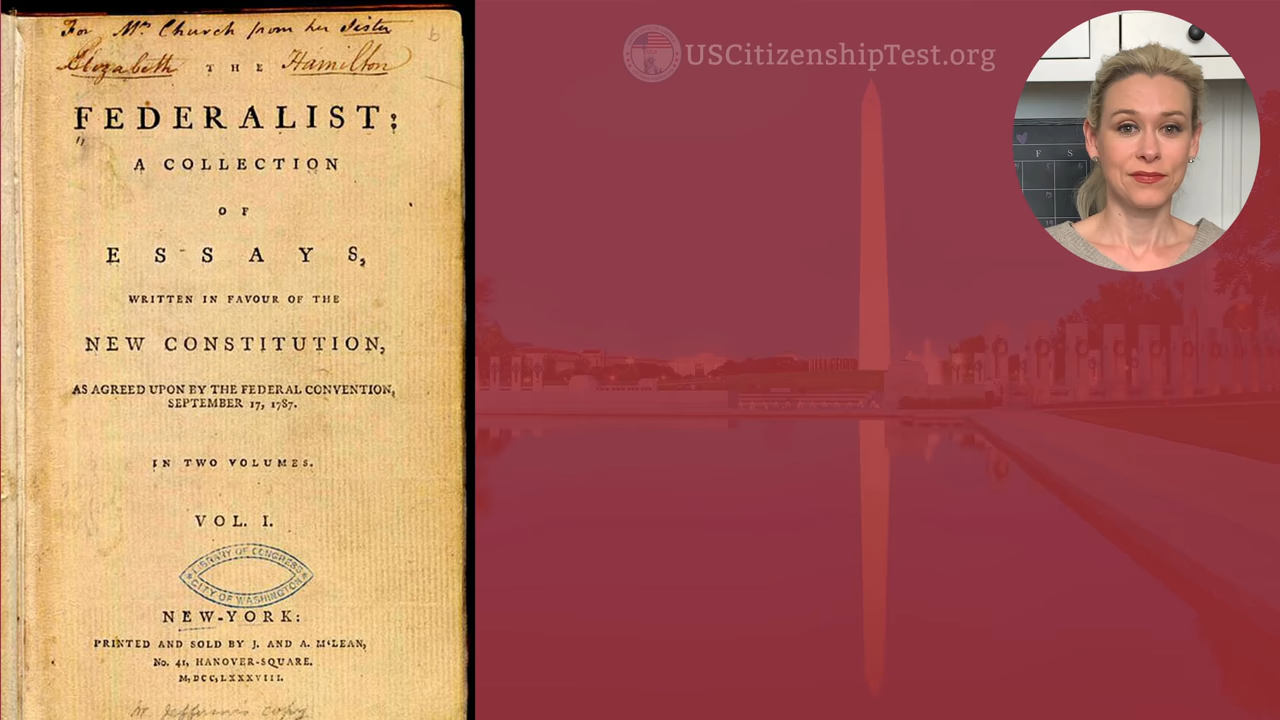 For Mrs. Church from her Sister
Elizabeth Hamilton
THE
FEDERALIST:
A COLLECTION
OF
ESSAYS,
WRITTEN IN FAVOUR OF THE
NEW CONSTITUTION,
AS AGREED UPON BY THE FEDERAL CONVENTION,
SEPTEMBER 17, 1787.
IN TWO VOLUMES.
VOL. I.
LIBRARY OF CONGRESS
CITY OF WASHINGTON
NEW-YORK:
PRINTED AND SOLD BY J. AND A. M‘LEAN,
No. 41, HANOVER-SQUARE.
M,DCC,LXXXVIII.
copy
USCitizenshipTest.org
F S